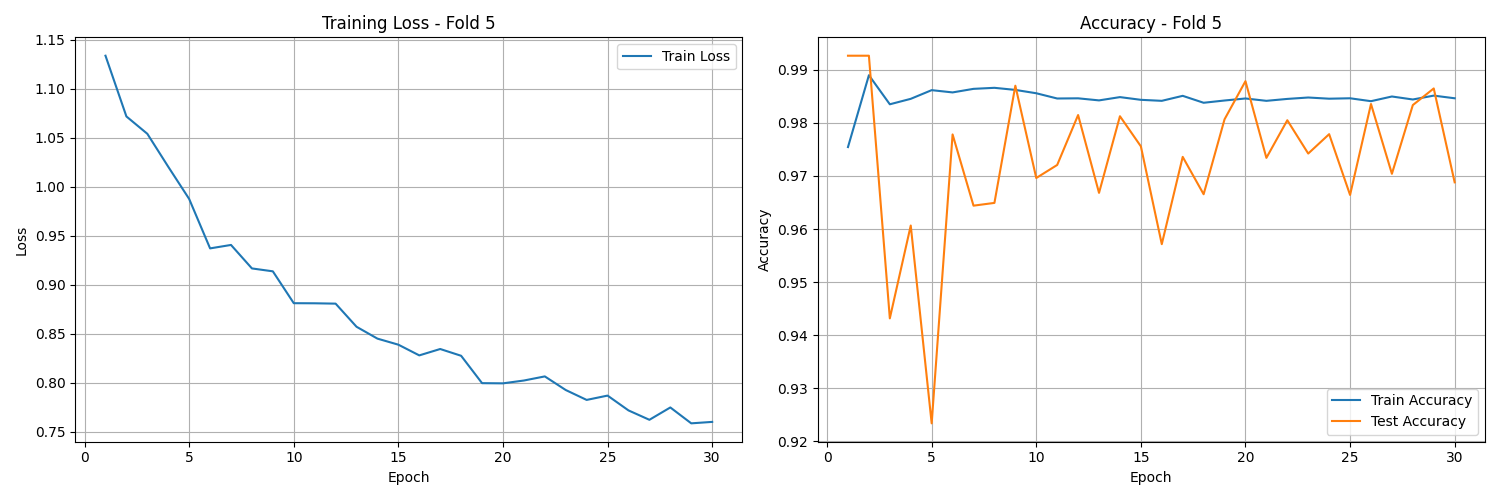 Training Loss - Fold 5
1.15
1.10
1.05
1.00
0.95
0.90
0.85
0.80
0.75
Loss
Train Loss
0 5 10 15 20 25 30
Epoch
Accuracy - Fold 5
0.99
0.98
0.97
0.96
0.95
0.94
0.93
0.92
Accuracy
Train Accuracy
Test Accuracy
0 5 10 15 20 25 30
Epoch